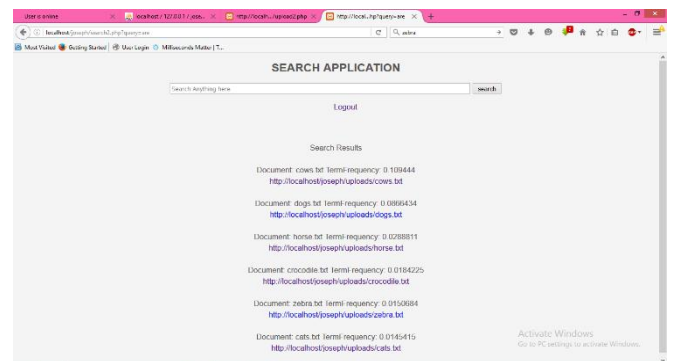 User is online
localhost / 127.0.0.1 / jose...
http://localh.../upload2.php
http://local...hp?query=are
localhost/joseph/search2.php?query=are
zebra
Most Visited
Getting Started
User Login
Milliseconds Matter | T...
SEARCH APPLICATION
Search Anything here
search
Logout
Search Results
Document: cows.txt TermFrequency: 0.109444
http://localhost/joseph/uploads/cows.txt
Document: dogs.txt TermFrequency: 0.0866434
http://localhost/joseph/uploads/dogs.txt
Document: horse.txt TermFrequency: 0.0288811
http://localhost/joseph/uploads/horse.txt
Document: crocodile.txt TermFrequency: 0.0184225
http://localhost/joseph/uploads/crocodile.txt
Document: zebra.txt TermFrequency: 0.0150684
http://localhost/joseph/uploads/zebra.txt
Document: cats.txt TermFrequency: 0.0145415
http://localhost/joseph/uploads/cats.txt
Activate Windows
Go to PC settings to activate Windows.